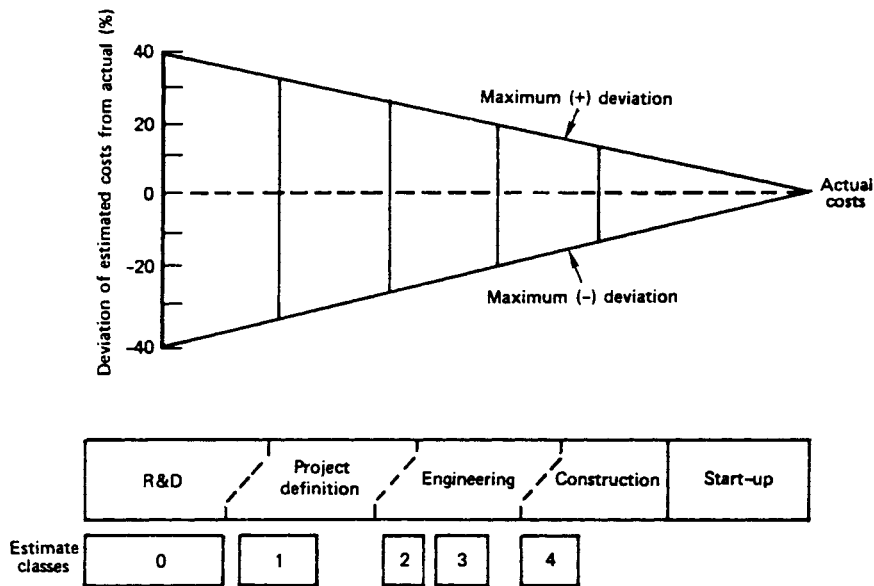 Deviation of estimated costs from actual (%)
40
20
0
-20
-40
Maximum (+) deviation
Actual
costs
Maximum (-) deviation
R&D
Project
definition
Engineering
Construction
Start-up
Estimate
classes
0
1
2
3
4